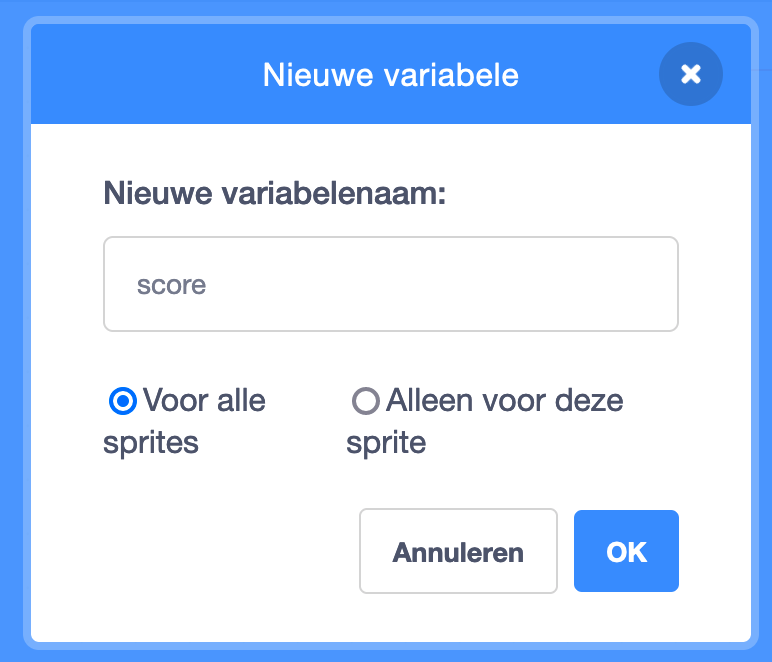 Nieuwe variabele
Nieuwe variabelenaam:
score
Voor alle sprites
Alleen voor deze sprite
Annuleren
OK